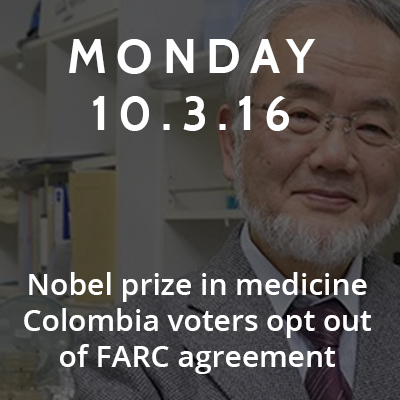 MONDAY
10.3.16
Nobel prize in medicine
Colombia voters opt out
of FARC agreement